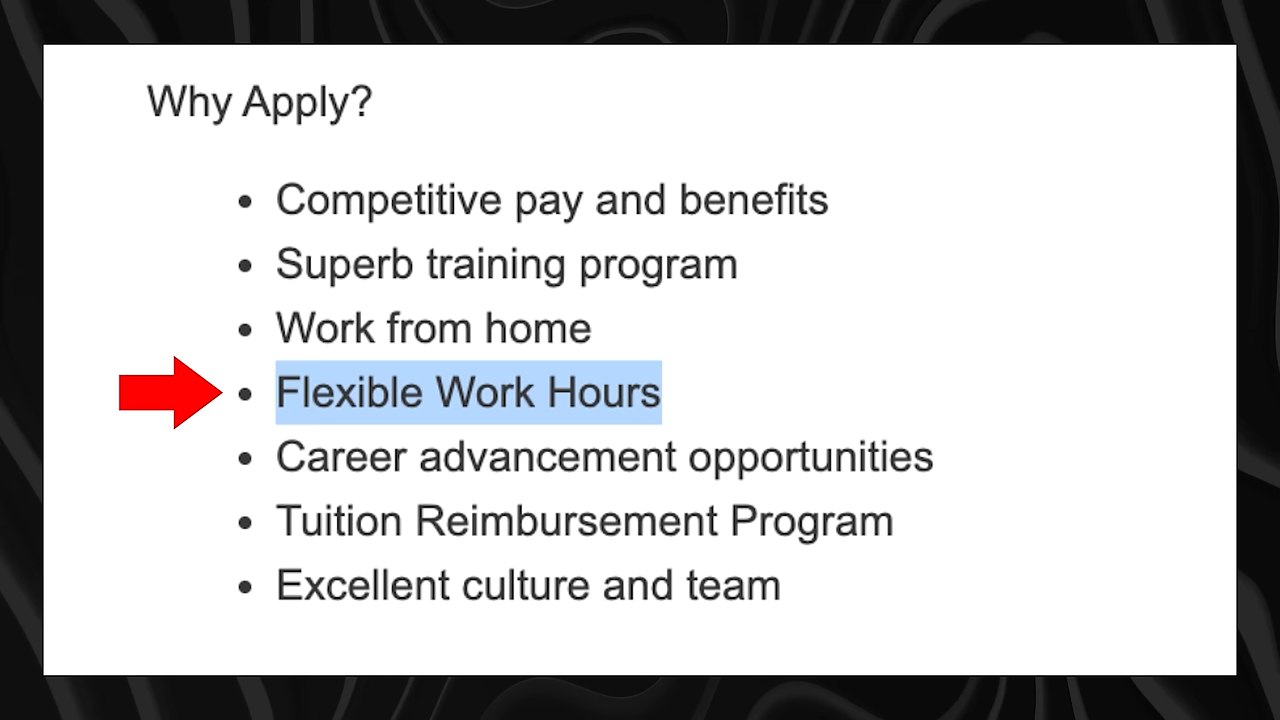 Why Apply?
• Competitive pay and benefits
• Superb training program
• Work from home
• Flexible Work Hours
• Career advancement opportunities
• Tuition Reimbursement Program
• Excellent culture and team